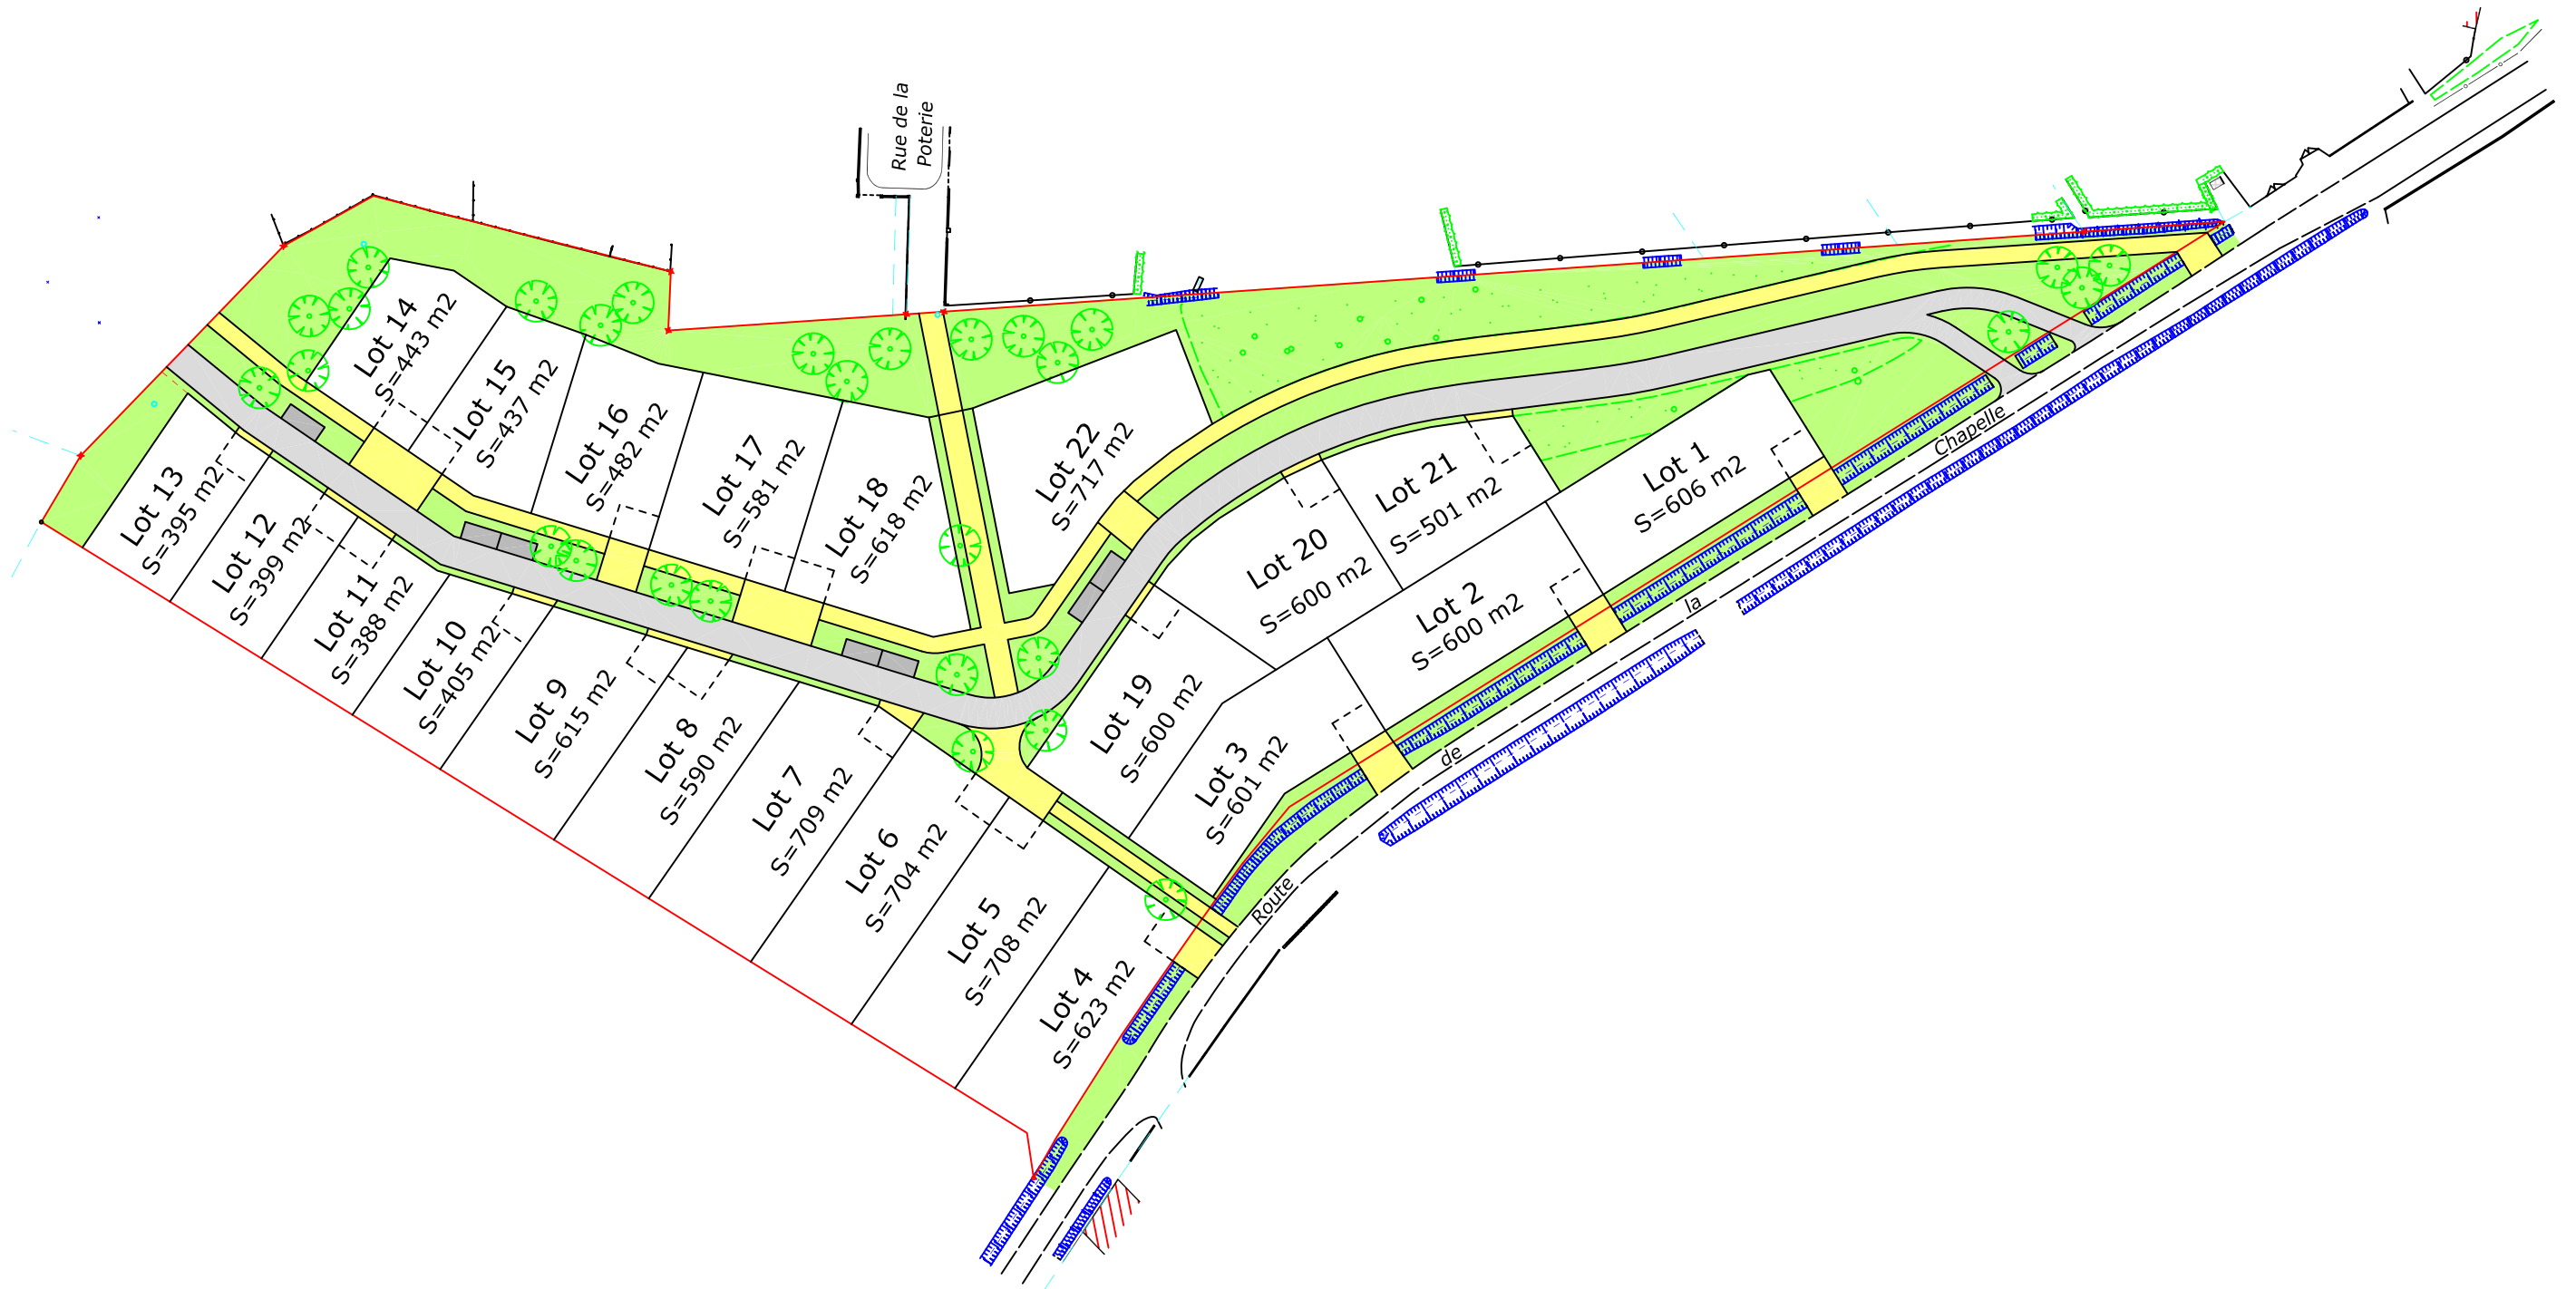 Rue de la
Poterie
Lot 14
S=443 m2
Lot 15
S=437 m2
Lot 16
S=482 m2
Lot 17
S=581 m2
Lot 18
S=618 m2
Lot 22
S=717 m2
Lot 21
S=501 m2
Lot 1
S=606 m2
Lot 20
S=600 m2
Lot 2
S=600 m2
Lot 13
S=395 m2
Lot 12
S=399 m2
Lot 11
S=388 m2
Lot 10
S=405 m2
Lot 9
S=615 m2
Lot 8
S=590 m2
Lot 7
S=709 m2
Lot 6
S=704 m2
Lot 5
S=708 m2
Lot 4
S=623 m2
Lot 19
S=600 m2
Lot 3
S=601 m2
Route de la Chapelle